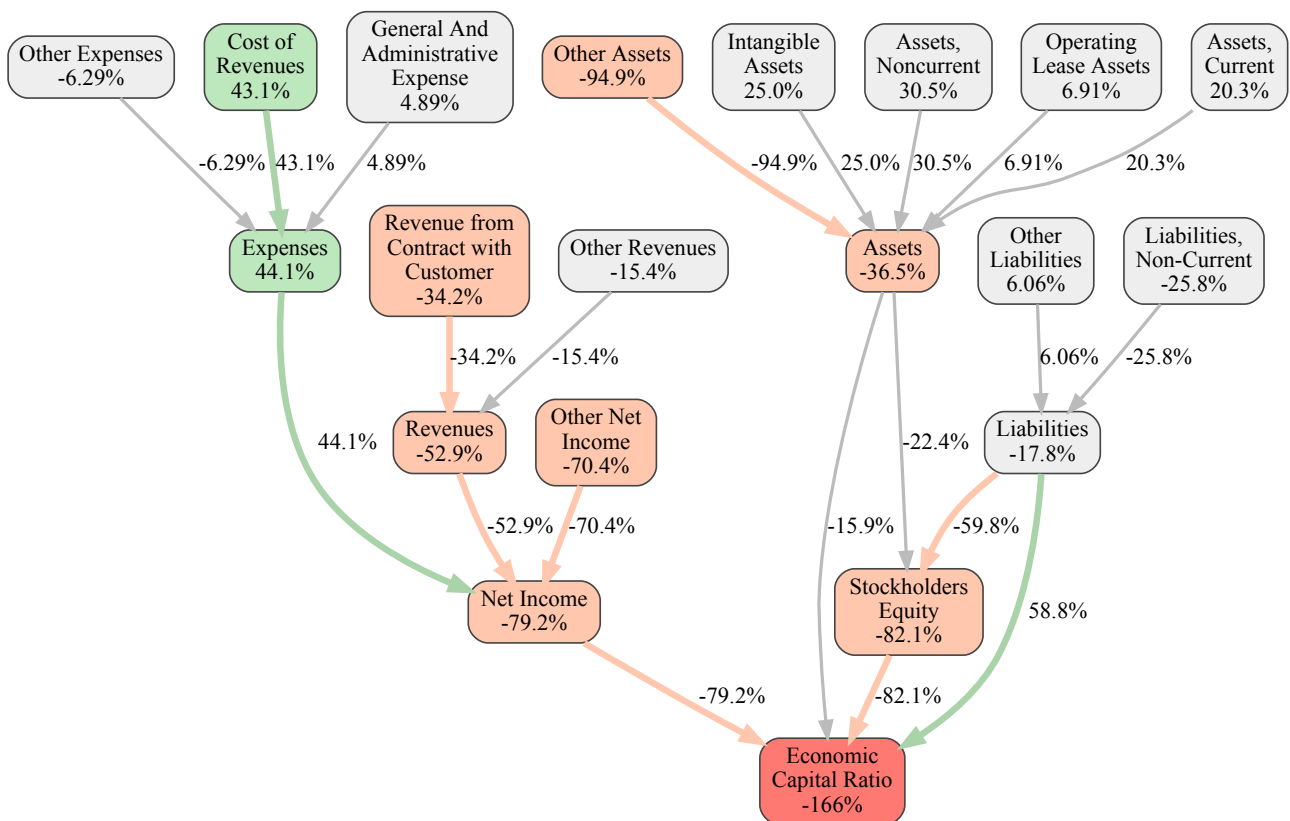 Other Expenses
-6.29%
Cost of
Revenues
43.1%
General And
Administrative
Expense
4.89%
Other Assets
-94.9%
Intangible
Assets
25.0%
Assets,
Noncurrent
30.5%
Operating
Lease Assets
6.91%
Assets,
Current
20.3%
-6.29%
43.1%
4.89%
-94.9%
25.0%
30.5%
6.91%
20.3%
Expenses
44.1%
Revenue from
Contract with
Customer
-34.2%
Other Revenues
-15.4%
Assets
-36.5%
Other
Liabilities
6.06%
Liabilities,
Non-Current
-25.8%
-34.2%
-15.4%
6.06%
-25.8%
44.1%
Revenues
-52.9%
Other Net
Income
-70.4%
-22.4%
Liabilities
-17.8%
-52.9%
-70.4%
-15.9%
-59.8%
Net Income
-79.2%
Stockholders
Equity
-82.1%
58.8%
-79.2%
-82.1%
Economic
Capital Ratio
-166%